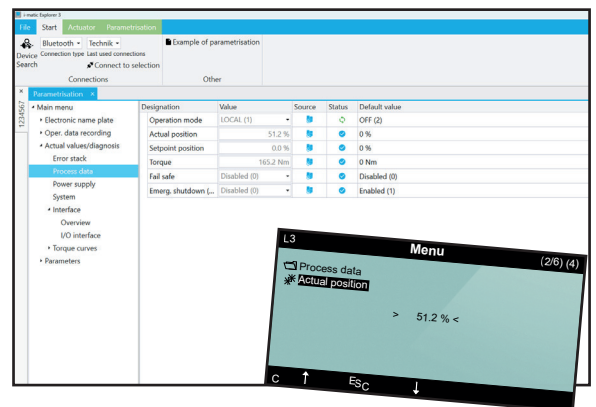 i-matic Explorer 3
File Start Actuator Parametrisation
Device Search
Bluetooth Technik
Connection type Last used connections
Connect to selection
Connections
Example of parametrisation
Other
× Parametrisation ×
1234567
Main menu
Electronic name plate
Oper. data recording
Actual values/diagnosis
Error stack
Process data
Power supply
System
Interface
Overview
I/O interface
Torque curves
Parameters
Designation Value Source Status Default value
Operation mode LOCAL (1) OFF (2)
Actual position 51.2 % 0 %
Setpoint position 0.0 % 0 %
Torque 165.2 Nm 0 Nm
Fail safe Disabled (0) Disabled (0)
Emerg. shutdown (... Disabled (0) Enabled (1)
L3 Menu (2/6) (4)
Process data
Actual position
> 51.2 % <
C ↑ ESC ↓